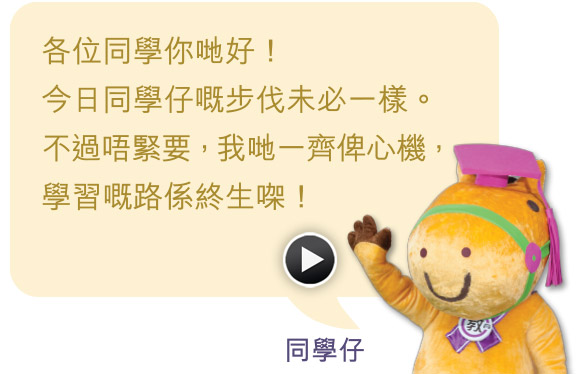 各位同學你哋好！
今日同學仔嘅步伐未必一樣。
不過唔緊要，我哋一齊俾心機，
學習嘅路係終生㗎！
教
同學仔